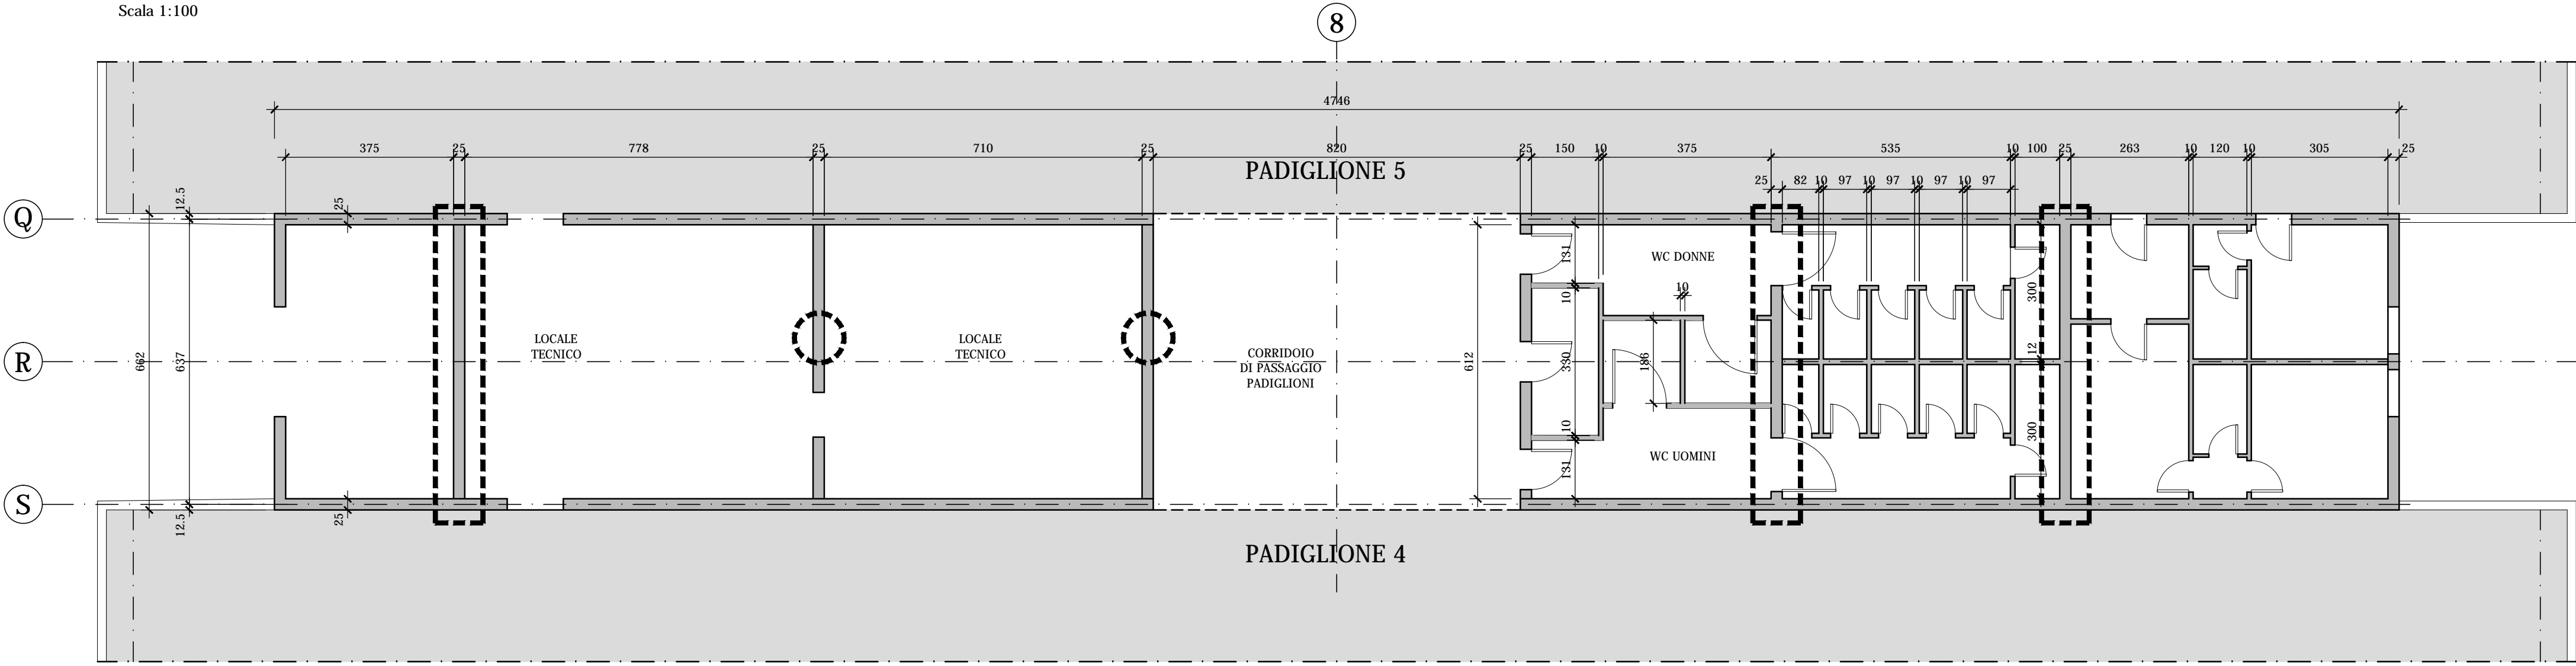 Scala 1:100
8
4746
375 25 778 25 710 25 820 25 150 10 375 535 10 100 25 263 10 120 10 305 25
PADIGLIONE 5
25 82 10 97 10 97 10 97 10 97
12.5
25
Q
131
WC DONNE
10
10
300
LOCALE
TECNICO
LOCALE
TECNICO
CORRIDOIO
DI PASSAGGIO
PADIGLIONI
R
662
637
612
330
186
12
10
300
131
WC UOMINI
S
12.5
25
PADIGLIONE 4